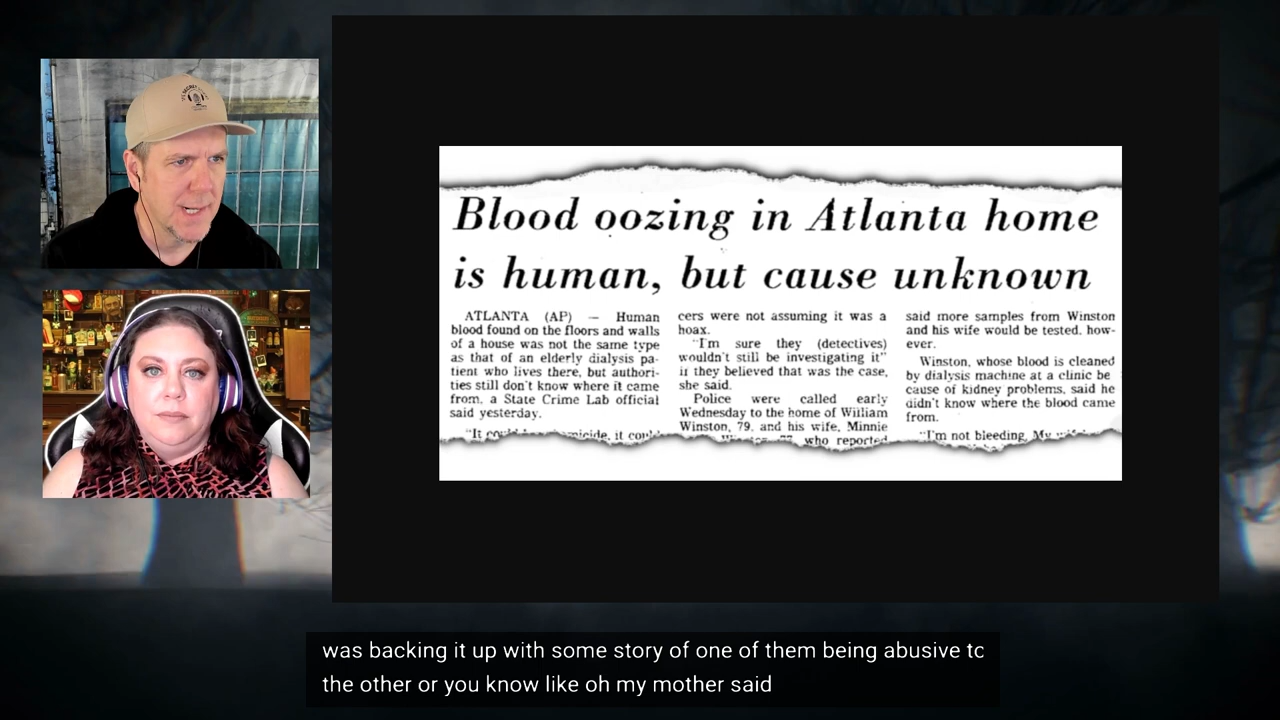 Blood oozing in Atlanta home
is human, but cause unknown
ATLANTA (AP) — Human
blood found on the floors and walls
of a house was not the same type
as that of an elderly dialysis pa-
tient who lives there, but authori-
ties still don't know where it came
from, a State Crime Lab official
said yesterday.
"It could
it could
cers were not assuming it was a
hoax.
"I'm sure they (detectives)
wouldn't still be investigating it"
if they believed that was the case,
she said.
Police were called early
Wednesday to the home of William
Winston, 79, and his wife, Minnie
who reported
said more samples from Winston
and his wife would be tested, how-
ever.
Winston, whose blood is cleaned
by dialysis machine at a clinic be
cause of kidney problems, said he
didn't know where the blood came
from.
"I'm not bleeding. My
was backing it up with some story of one of them being abusive to
the other or you know like oh my mother said